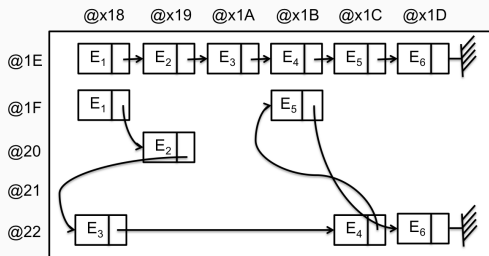 @x18 @x19 @x1A @x1B @x1C @x1D
@1E E₁ E₂ E₃ E₄ E₅ E₆
@1F E₁ E₅
@20 E₂
@21
@22 E₃ E₄ E₆